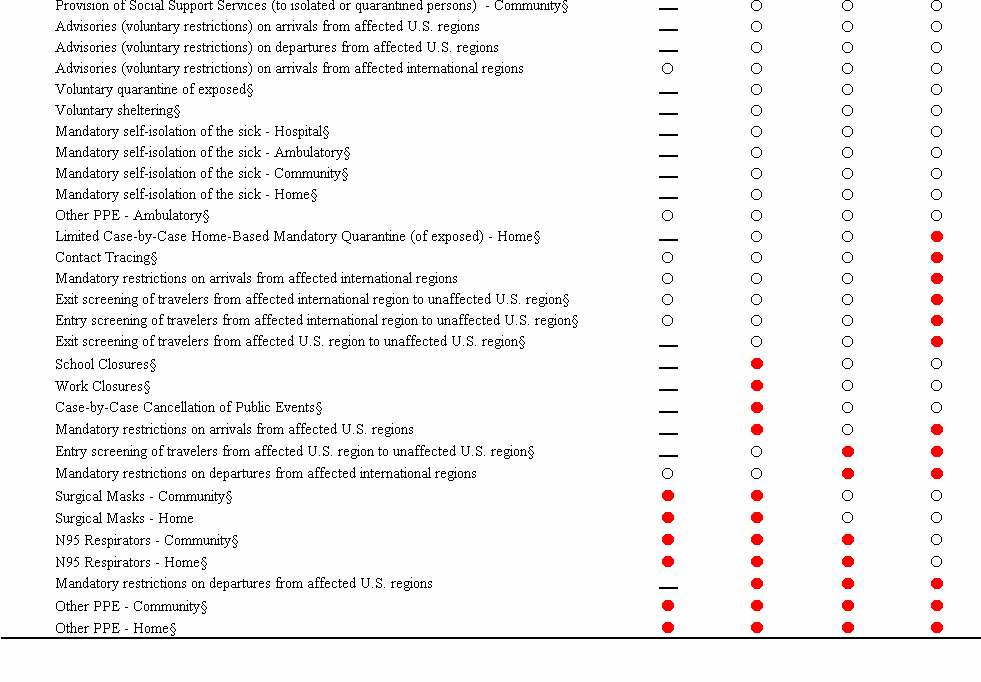 Provision of Social Support Services (to isolated or quarantined persons)  - Community§ — ○ ○ ○
Advisories (voluntary restrictions) on arrivals from affected U.S. regions — ○ ○ ○
Advisories (voluntary restrictions) on departures from affected U.S. regions — ○ ○ ○
Advisories (voluntary restrictions) on arrivals from affected international regions ○ ○ ○ ○
Voluntary quarantine of exposed§ — ○ ○ ○
Voluntary sheltering§ — ○ ○ ○
Mandatory self-isolation of the sick - Hospital§ — ○ ○ ○
Mandatory self-isolation of the sick - Ambulatory§ — ○ ○ ○
Mandatory self-isolation of the sick - Community§ — ○ ○ ○
Mandatory self-isolation of the sick - Home§ — ○ ○ ○
Other PPE - Ambulatory§ ○ ○ ○ ○
Limited Case-by-Case Home-Based Mandatory Quarantine (of exposed) - Home§ — ○ ○ ●
Contact Tracing§ ○ ○ ○ ●
Mandatory restrictions on arrivals from affected international regions ○ ○ ○ ●
Exit screening of travelers from affected international region to unaffected U.S. region§ ○ ○ ○ ●
Entry screening of travelers from affected international region to unaffected U.S. region§ ○ ○ ○ ●
Exit screening of travelers from affected U.S. region to unaffected U.S. region§ — ○ ○ ●
School Closures§ — ● ○ ○
Work Closures§ — ● ○ ○
Case-by-Case Cancellation of Public Events§ — ● ○ ○
Mandatory restrictions on arrivals from affected U.S. regions — ● ○ ●
Entry screening of travelers from affected U.S. region to unaffected U.S. region§ — ○ ● ●
Mandatory restrictions on departures from affected international regions ○ ○ ● ●
Surgical Masks - Community§ ● ● ○ ○
Surgical Masks - Home ● ● ○ ○
N95 Respirators - Community§ ● ● ● ○
N95 Respirators - Home§ ● ● ● ○
Mandatory restrictions on departures from affected U.S. regions — ● ● ●
Other PPE - Community§ ● ● ● ●
Other PPE - Home§ ● ● ● ●